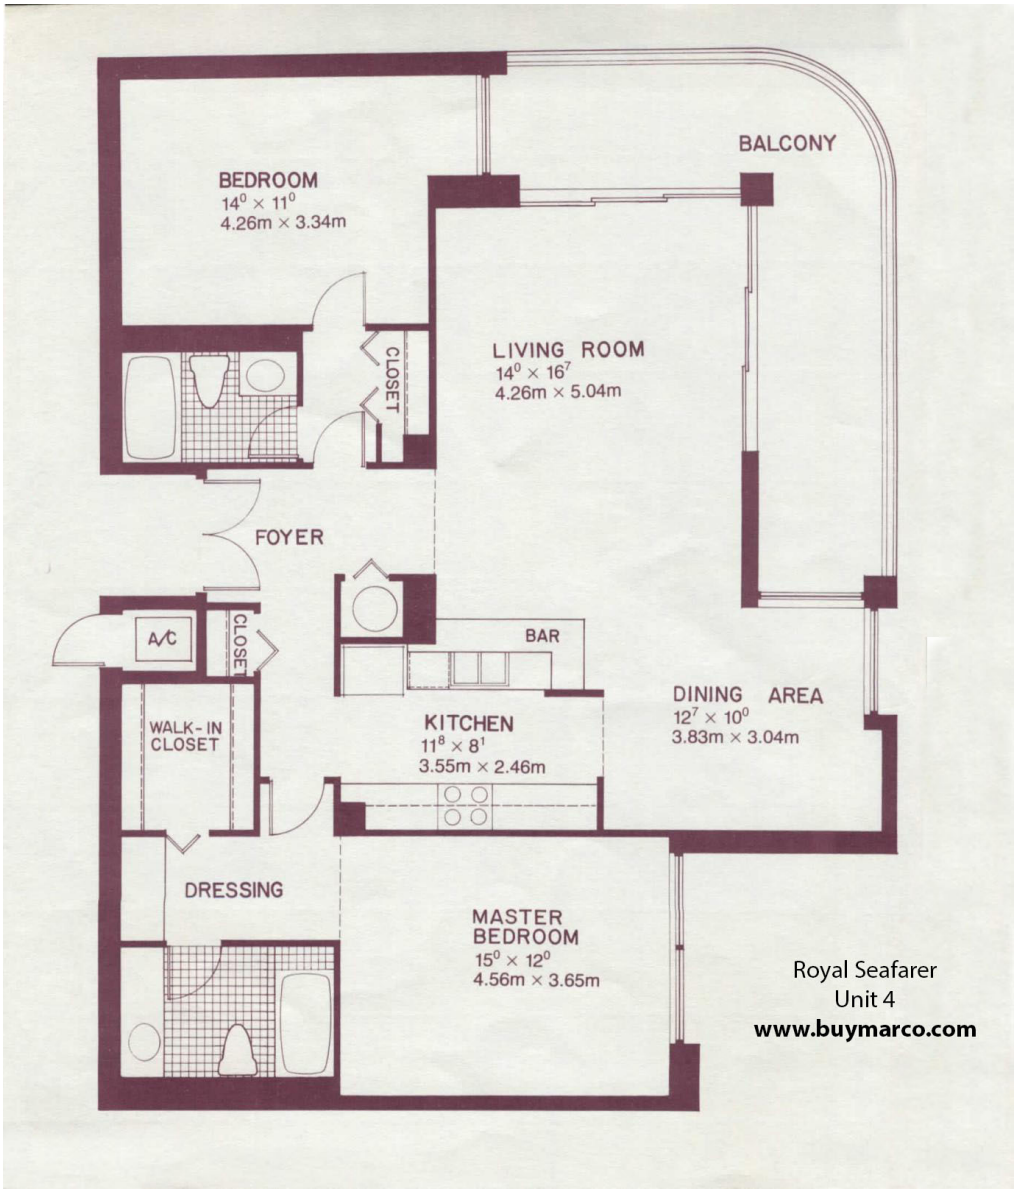 BALCONY
BEDROOM
14⁰ × 11⁰
4.26m × 3.34m
CLOSET
LIVING ROOM
14⁰ × 16⁷
4.26m × 5.04m
FOYER
A/C
CLOSET
BAR
WALK-IN
CLOSET
KITCHEN
11⁸ × 8¹
3.55m × 2.46m
DINING AREA
12⁷ × 10⁰
3.83m × 3.04m
DRESSING
MASTER
BEDROOM
15⁰ × 12⁰
4.56m × 3.65m
Royal Seafarer
Unit 4
www.buymarco.com